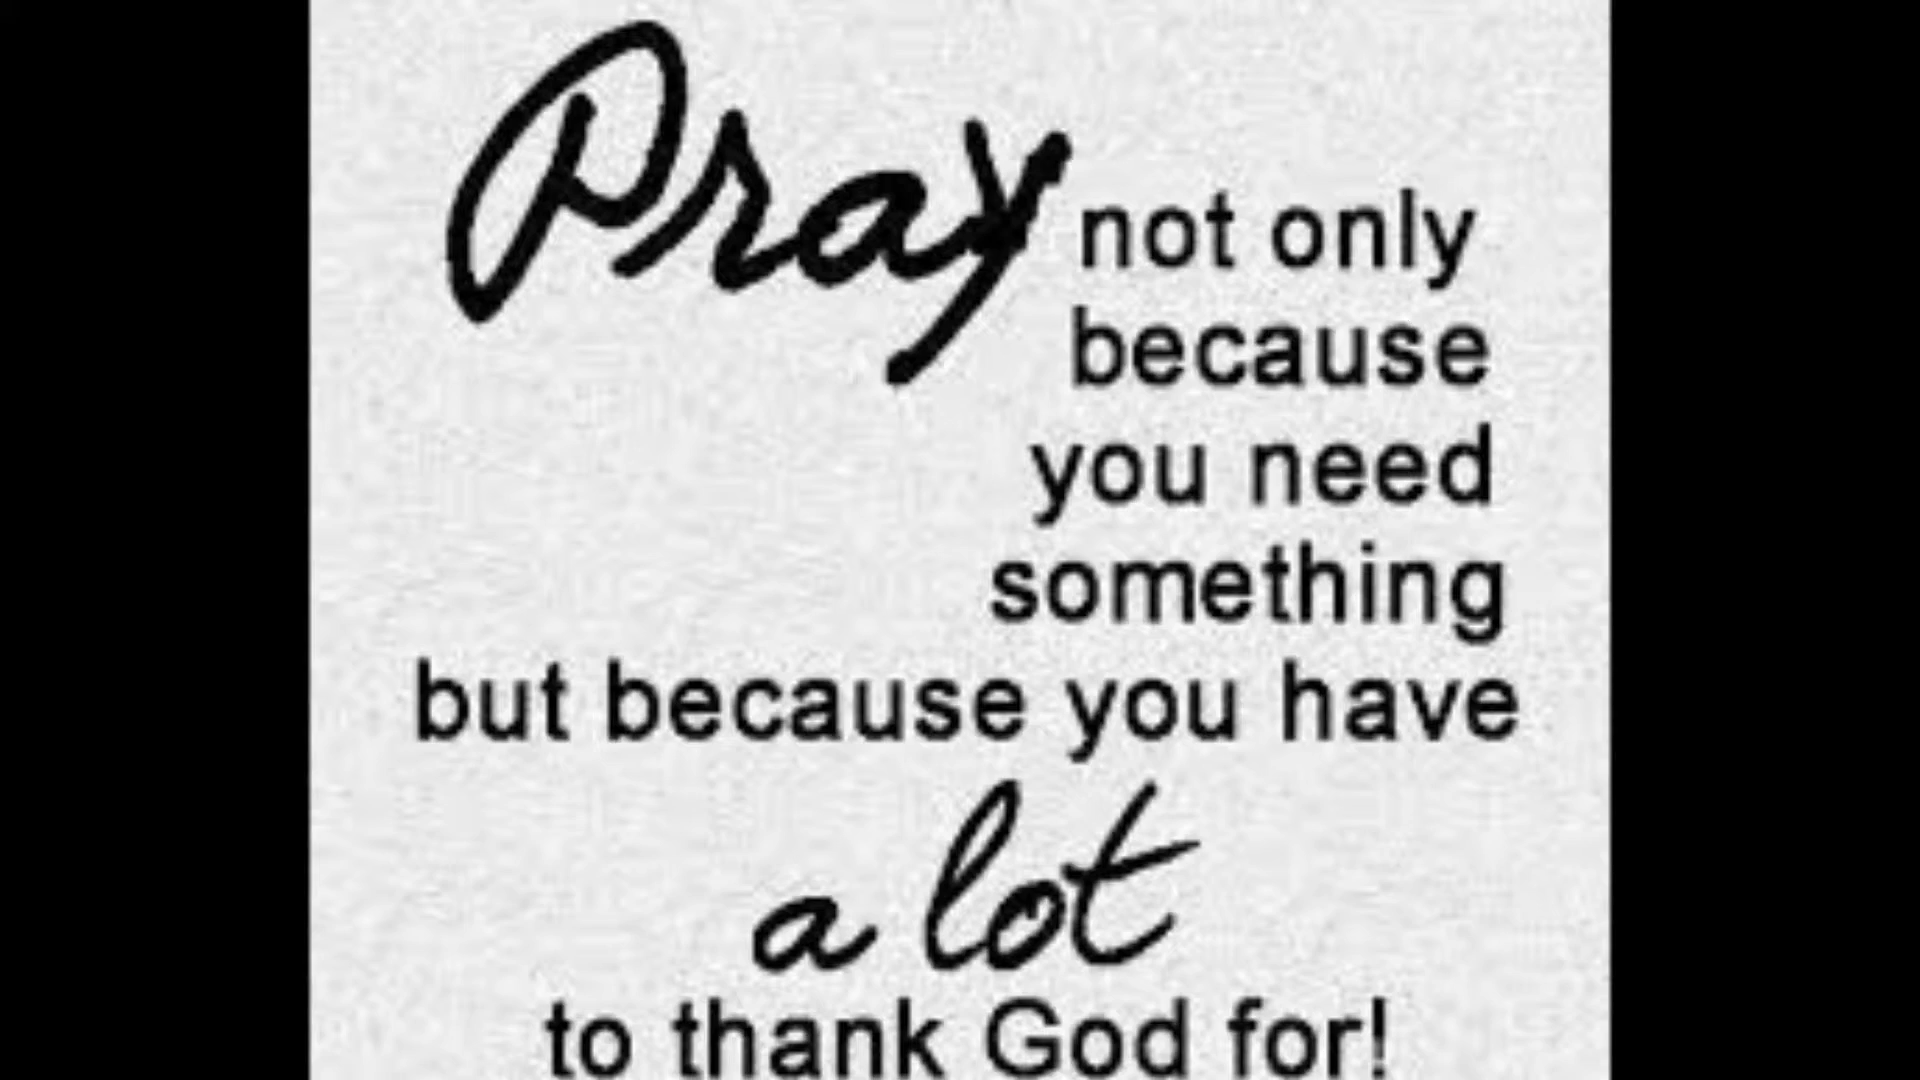 Pray not only
because
you need
something
but because you have
a lot
to thank God for!